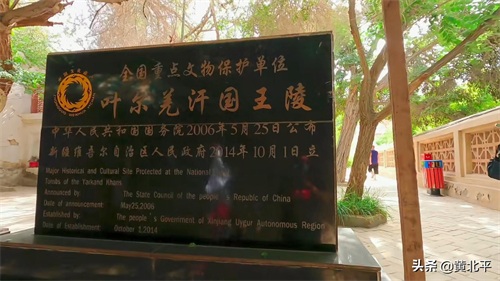 全国重点文物保护单位
叶尔羌汗国王陵
中华人民共和国国务院2006年5月25日公布
新疆维吾尔自治区人民政府2014年10月1日立
Major Historical and Cultural Site Protected at the National
Tombs of the Yarkand Khans
Announced by: The State Council of the people's Republic of China
Date of announcement: May25,2006
Established by: The people's Government of Xinjiang Uygur Autonomous Region
Date of Establishment: October 1,2014
头条 @黄北平